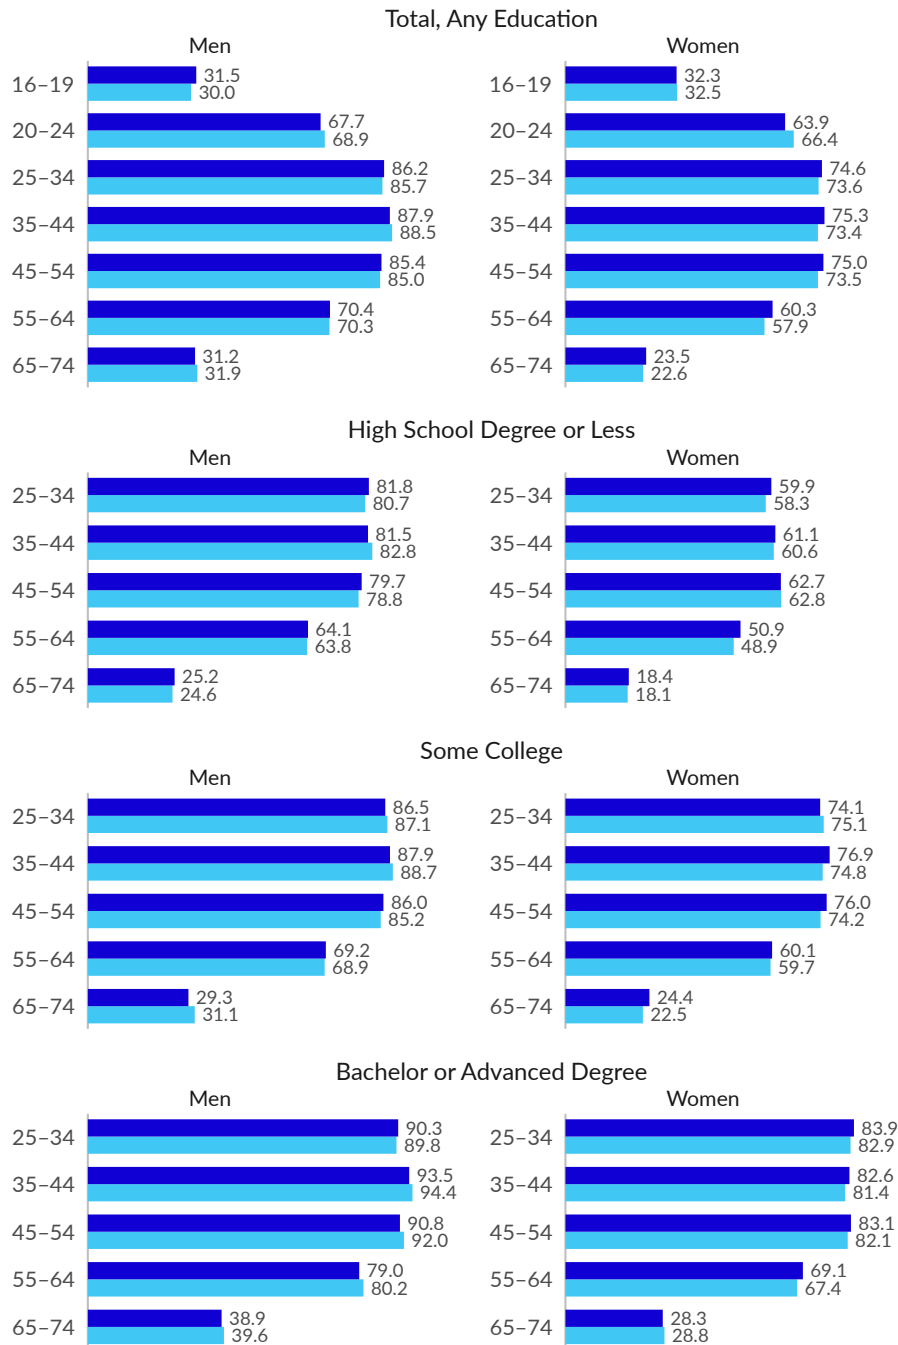 Total, Any Education
Men
Women
16–19 31.5 30.0
16–19 32.3 32.5
20–24 67.7 68.9
20–24 63.9 66.4
25–34 86.2 85.7
25–34 74.6 73.6
35–44 87.9 88.5
35–44 75.3 73.4
45–54 85.4 85.0
45–54 75.0 73.5
55–64 70.4 70.3
55–64 60.3 57.9
65–74 31.2 31.9
65–74 23.5 22.6
High School Degree or Less
Men
Women
25–34 81.8 80.7
25–34 59.9 58.3
35–44 81.5 82.8
35–44 61.1 60.6
45–54 79.7 78.8
45–54 62.7 62.8
55–64 64.1 63.8
55–64 50.9 48.9
65–74 25.2 24.6
65–74 18.4 18.1
Some College
Men
Women
25–34 86.5 87.1
25–34 74.1 75.1
35–44 87.9 88.7
35–44 76.9 74.8
45–54 86.0 85.2
45–54 76.0 74.2
55–64 69.2 68.9
55–64 60.1 59.7
65–74 29.3 31.1
65–74 24.4 22.5
Bachelor or Advanced Degree
Men
Women
25–34 90.3 89.8
25–34 83.9 82.9
35–44 93.5 94.4
35–44 82.6 81.4
45–54 90.8 92.0
45–54 83.1 82.1
55–64 79.0 80.2
55–64 69.1 67.4
65–74 38.9 39.6
65–74 28.3 28.8